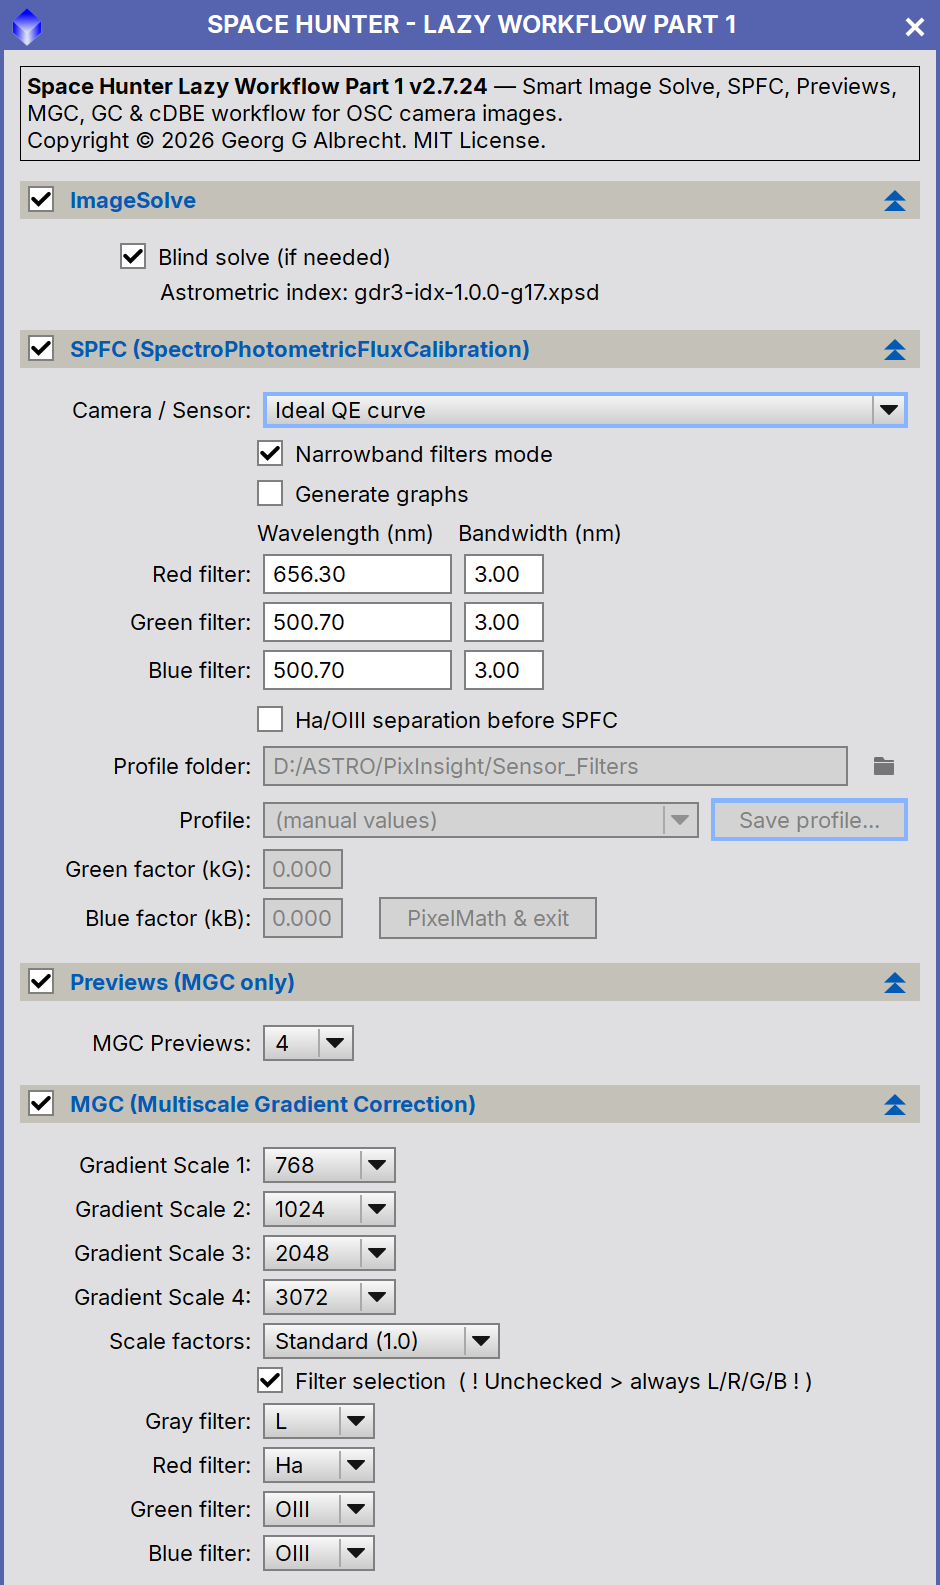 SPACE HUNTER - LAZY WORKFLOW PART 1
Space Hunter Lazy Workflow Part 1 v2.7.24 — Smart Image Solve, SPFC, Previews,
MGC, GC & cDBE workflow for OSC camera images.
Copyright © 2026 Georg G Albrecht. MIT License.
ImageSolve
Blind solve (if needed)
Astrometric index: gdr3-idx-1.0.0-g17.xpsd
SPFC (SpectroPhotometricFluxCalibration)
Camera / Sensor: Ideal QE curve
Narrowband filters mode
Generate graphs
Wavelength (nm) Bandwidth (nm)
Red filter: 656.30 3.00
Green filter: 500.70 3.00
Blue filter: 500.70 3.00
Ha/OIII separation before SPFC
Profile folder: D:/ASTRO/PixInsight/Sensor_Filters
Profile: (manual values) Save profile...
Green factor (kG): 0.000
Blue factor (kB): 0.000 PixelMath & exit
Previews (MGC only)
MGC Previews: 4
MGC (Multiscale Gradient Correction)
Gradient Scale 1: 768
Gradient Scale 2: 1024
Gradient Scale 3: 2048
Gradient Scale 4: 3072
Scale factors: Standard (1.0)
Filter selection ( ! Unchecked > always L/R/G/B ! )
Gray filter: L
Red filter: Ha
Green filter: OIII
Blue filter: OIII